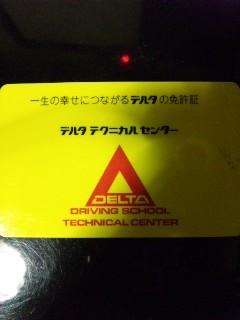 一生の幸せにつながるデルタの免許証
デルタ テクニカル センター
DELTA
DRIVING SCHOOL
TECHNICAL CENTER